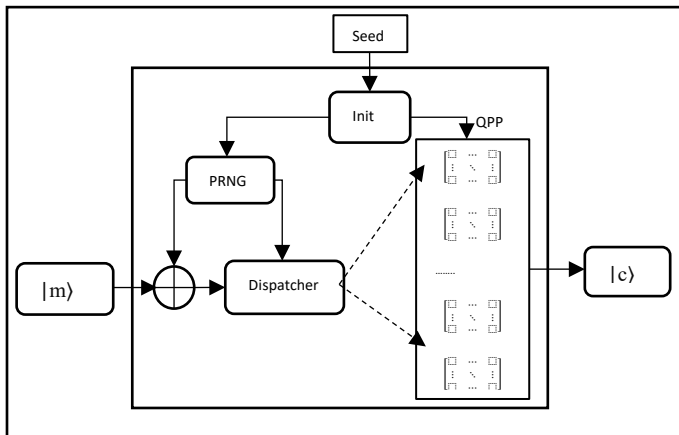 Seed
Init
QPP
PRNG
|m⟩
Dispatcher
........
|c⟩